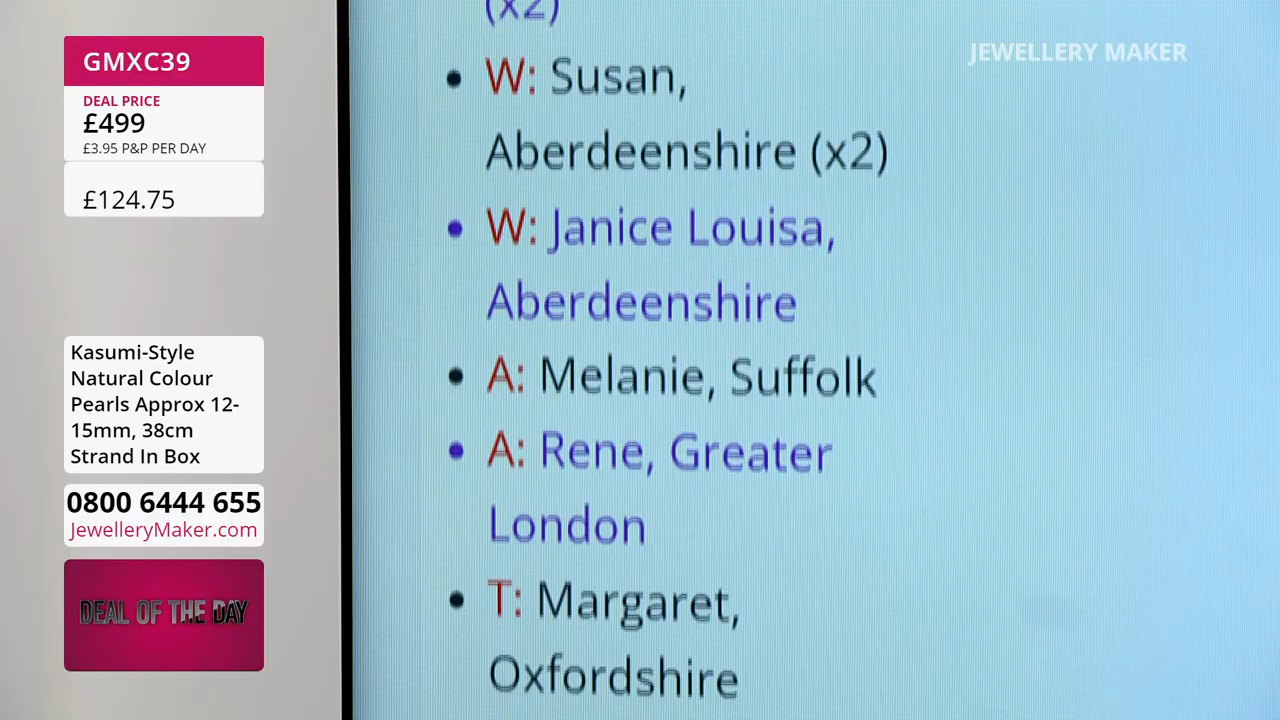 GMXC39
DEAL PRICE
£499
£3.95 P&P PER DAY
£124.75
Kasumi-Style
Natural Colour
Pearls Approx 12-
15mm, 38cm
Strand In Box
0800 6444 655
JewelleryMaker.com
DEAL OF THE DAY
JEWELLERY MAKER
(x2)
• W: Susan,
Aberdeenshire (x2)
• W: Janice Louisa,
Aberdeenshire
• A: Melanie, Suffolk
• A: Rene, Greater
London
• T: Margaret,
Oxfordshire